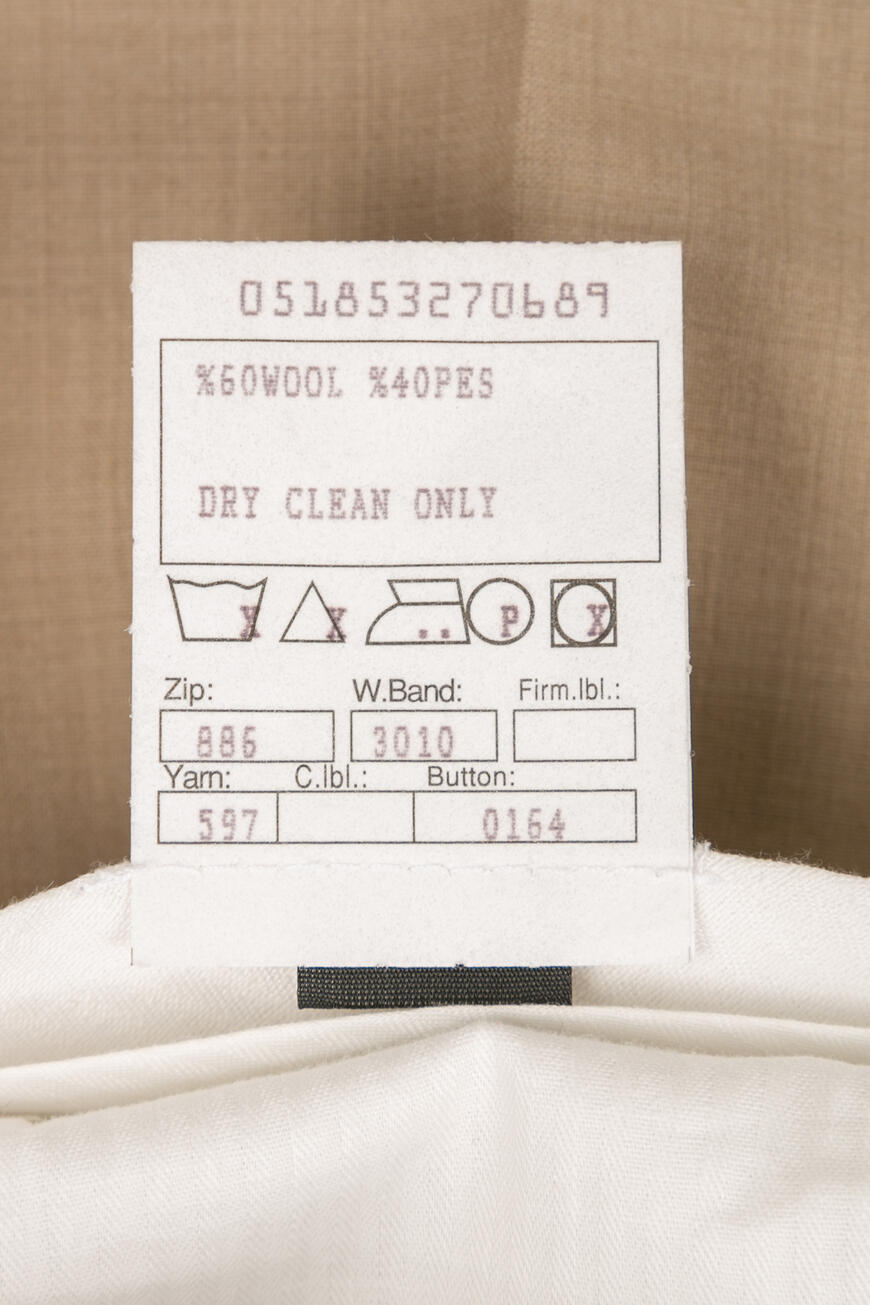 051853270689
%60WOOL %40PES
DRY CLEAN ONLY
X X .. P X
Zip: W.Band: Firm.lbl.:
886 3010
Yarn: C.lbl.: Button:
597 0164